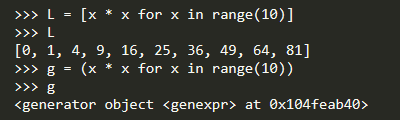 >>> L = [x * x for x in range(10)]
>>> L
[0, 1, 4, 9, 16, 25, 36, 49, 64, 81]
>>> g = (x * x for x in range(10))
>>> g
<generator object <genexpr> at 0x104feab40>